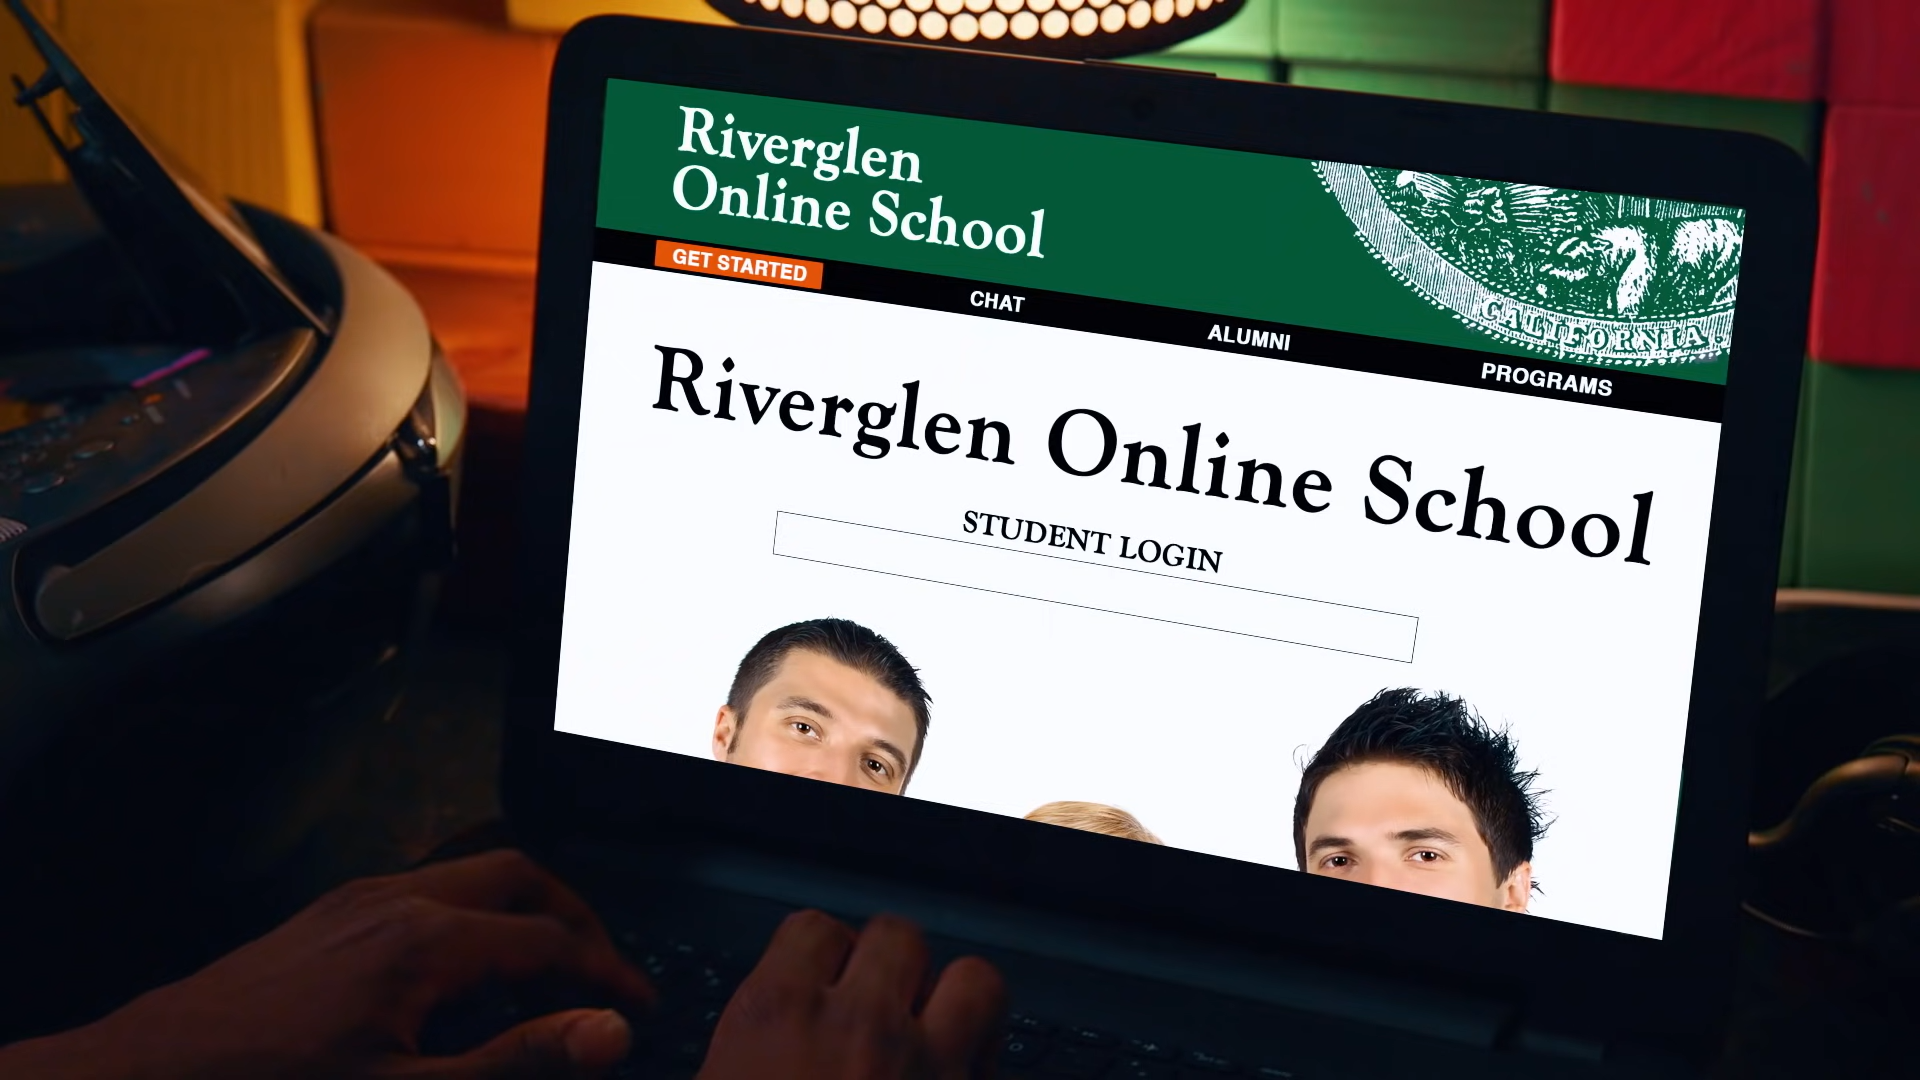 Riverglen
Online School
CALIFORNIA
GET STARTED
CHAT
ALUMNI
PROGRAMS
Riverglen Online School
STUDENT LOGIN